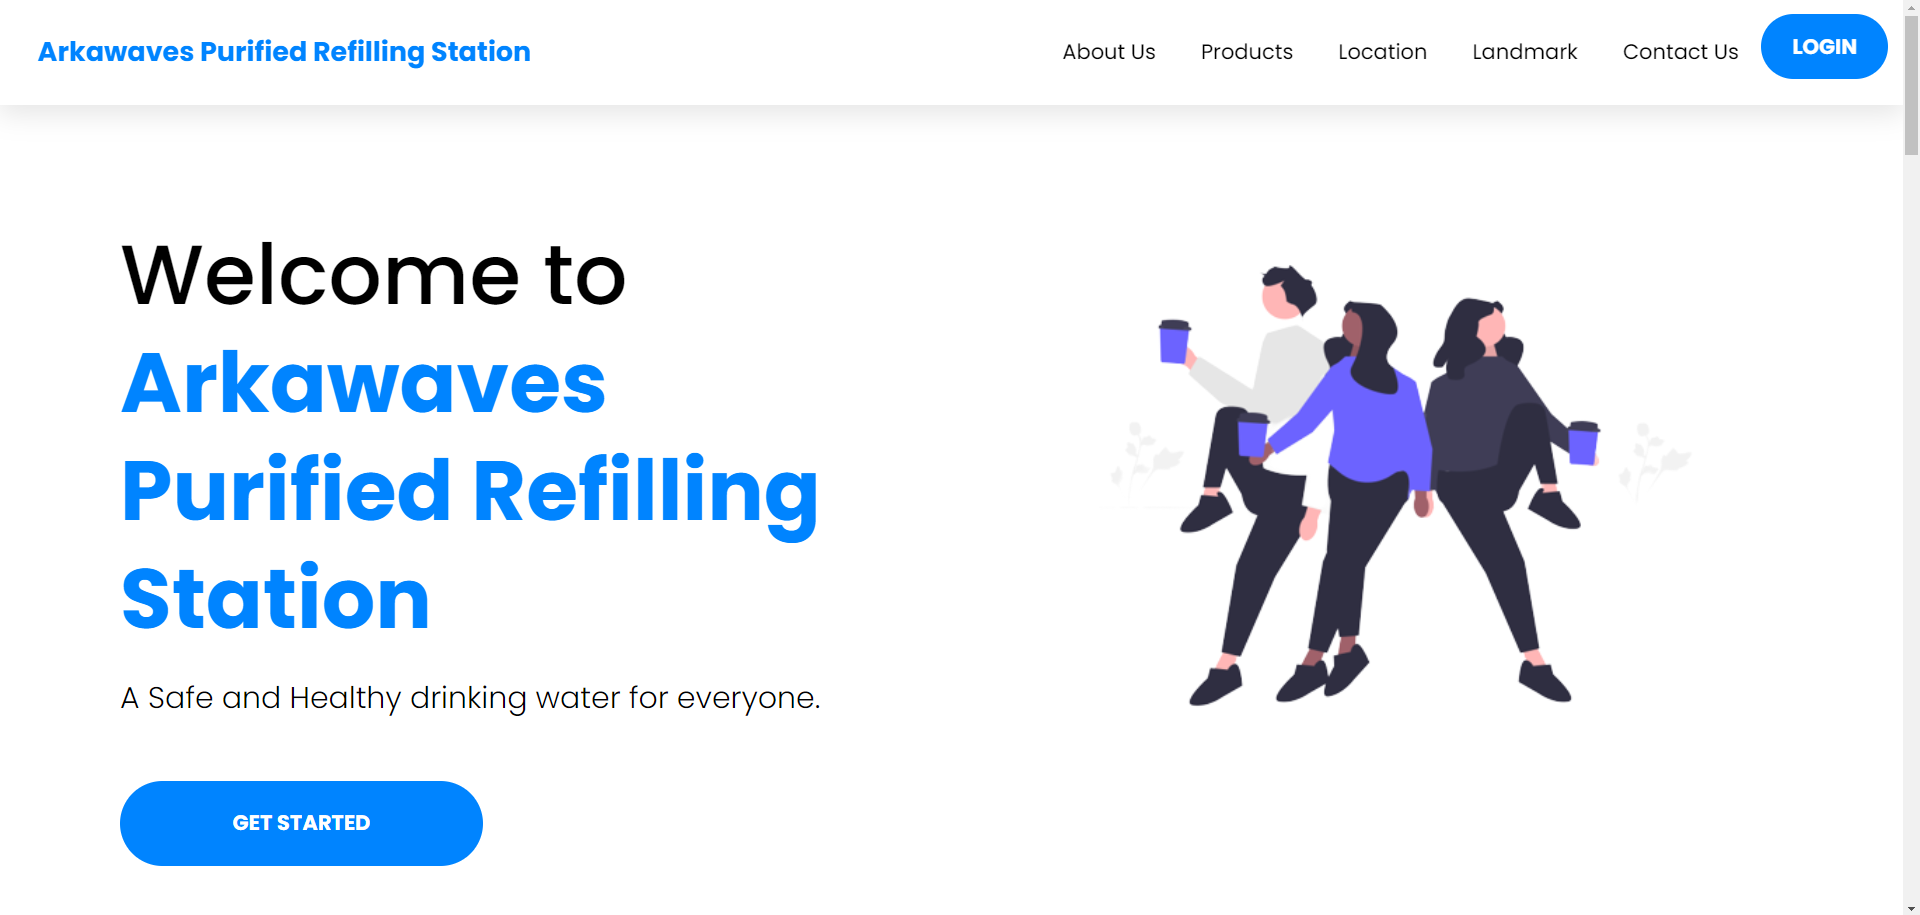 Arkawaves Purified Refilling Station
About Us
Products
Location
Landmark
Contact Us
LOGIN
Welcome to
Arkawaves
Purified Refilling
Station
A Safe and Healthy drinking water for everyone.
GET STARTED